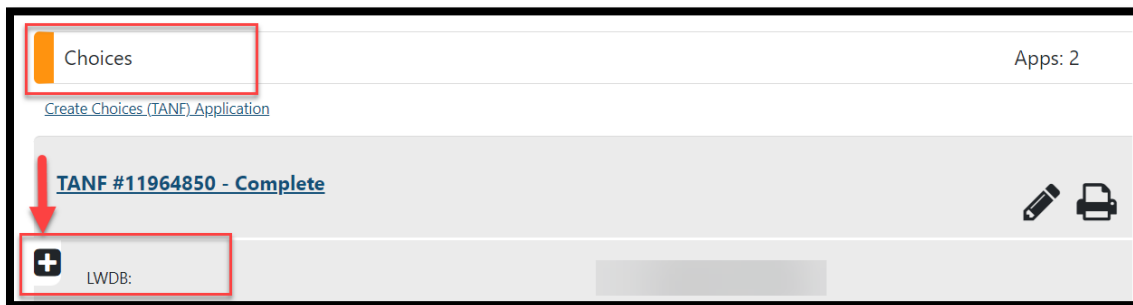 Choices Apps: 2
Create Choices (TANF) Application
TANF #11964850 - Complete
LWDB: